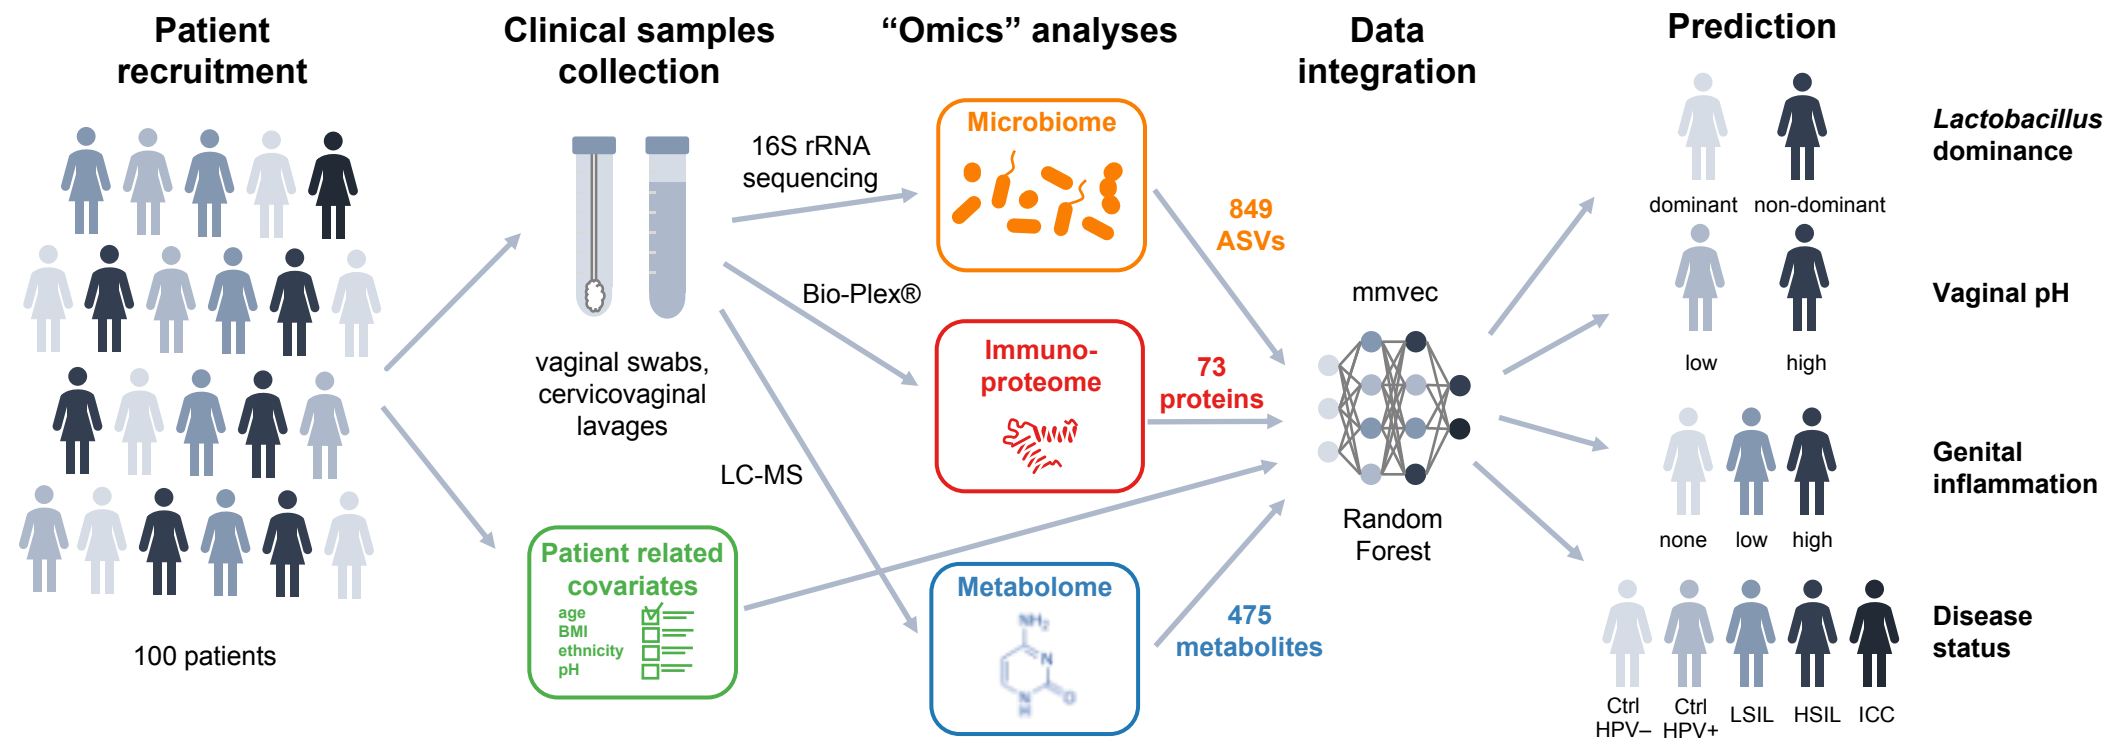 Patient
recruitment
100 patients
Clinical samples
collection
vaginal swabs,
cervicovaginal
lavages
16S rRNA
sequencing
Bio-Plex®
LC-MS
Patient related
covariates
age
BMI
ethnicity
pH
“Omics” analyses
Microbiome
Immuno-
proteome
Metabolome
NH2
N
N
H
O
849
ASVs
73
proteins
475
metabolites
Data
integration
mmvec
Random
Forest
Prediction
dominant non-dominant
Lactobacillus
dominance
low high
Vaginal pH
none low high
Genital
inflammation
Ctrl
HPV–
Ctrl
HPV+
LSIL HSIL ICC
Disease
status